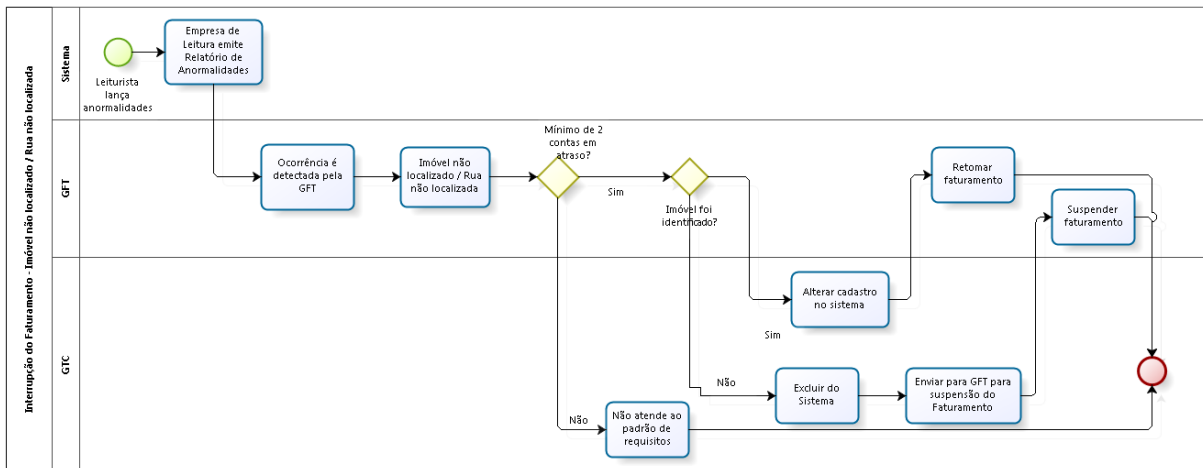 Interrupção do Faturamento - Imóvel não localizado / Rua não localizada
Sistema
Leiturista
lança
anormalidades
Empresa de
Leitura emite
Relatório de
Anormalidades
GFT
Ocorrência é
detectada pela
GFT
Imóvel não
localizado / Rua
não localizada
Mínimo de 2
contas em
atraso?
Sim
Imóvel foi
identificado?
Retomar
faturamento
Suspender
faturamento
GTC
Alterar cadastro
no sistema
Sim
Não
Excluir do
Sistema
Enviar para GFT para
suspensão do
Faturamento
Não
Não atende ao
padrão de
requisitos